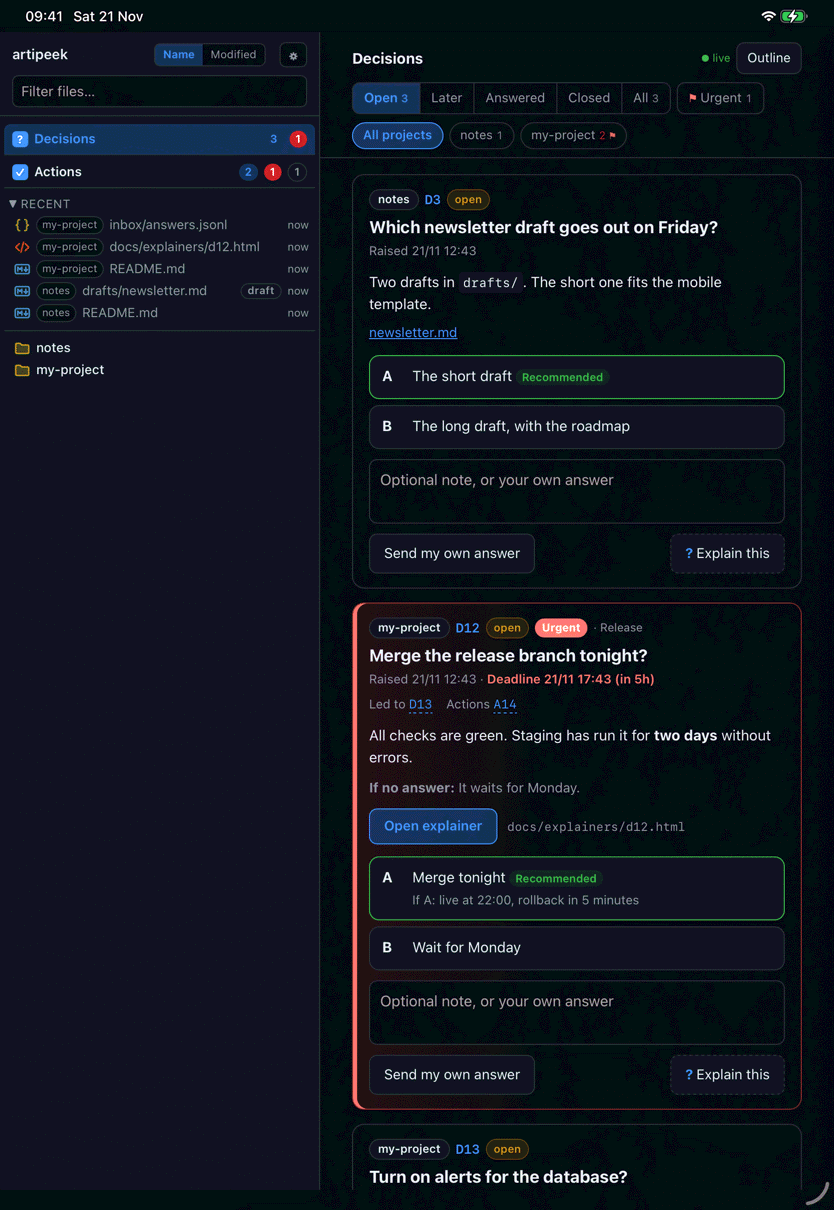 09:41 Sat 21 Nov
artipeek
Name Modified
Filter files...
Decisions 3 1
Actions 2 1 1
RECENT
my-project inbox/answers.jsonl now
my-project docs/explainers/d12.html now
my-project README.md now
notes drafts/newsletter.md draft now
notes README.md now
notes
my-project
Decisions
live
Outline
Open 3 Later Answered Closed All 3 Urgent 1
All projects notes 1 my-project 2
notes D3 open
Which newsletter draft goes out on Friday?
Raised 21/11 12:43
Two drafts in drafts/. The short one fits the mobile
template.
newsletter.md
A The short draft Recommended
B The long draft, with the roadmap
Optional note, or your own answer
Send my own answer ? Explain this
my-project D12 open Urgent · Release
Merge the release branch tonight?
Raised 21/11 12:43 · Deadline 21/11 17:43 (in 5h)
Led to D13 Actions A14
All checks are green. Staging has run it for two days without
errors.
If no answer: It waits for Monday.
Open explainer docs/explainers/d12.html
A Merge tonight Recommended
If A: live at 22:00, rollback in 5 minutes
B Wait for Monday
Optional note, or your own answer
Send my own answer ? Explain this
my-project D13 open
Turn on alerts for the database?